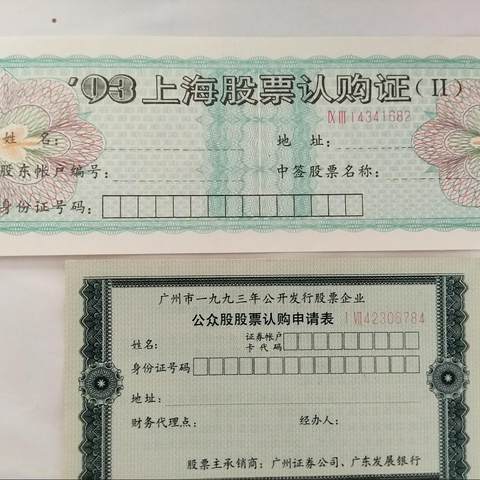 '93上海股票认购证(II)
IXIII14341682
姓 名: 地 址:
股东帐户编号: 中签股票名称:
身份证号码:
广州市一九九三年公开发行股票企业
公众股股票认购申请表 IVII42306784
姓名: 证券帐户卡代码
身份证号码
地址:
财务代理点: 经办人:
股票主承销商:广州证券公司、广东发展银行